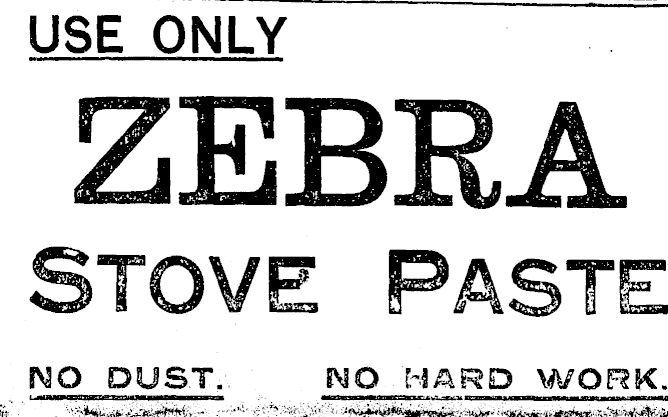 USE ONLY
ZEBRA
STOVE PASTE
NO DUST. NO HARD WORK.